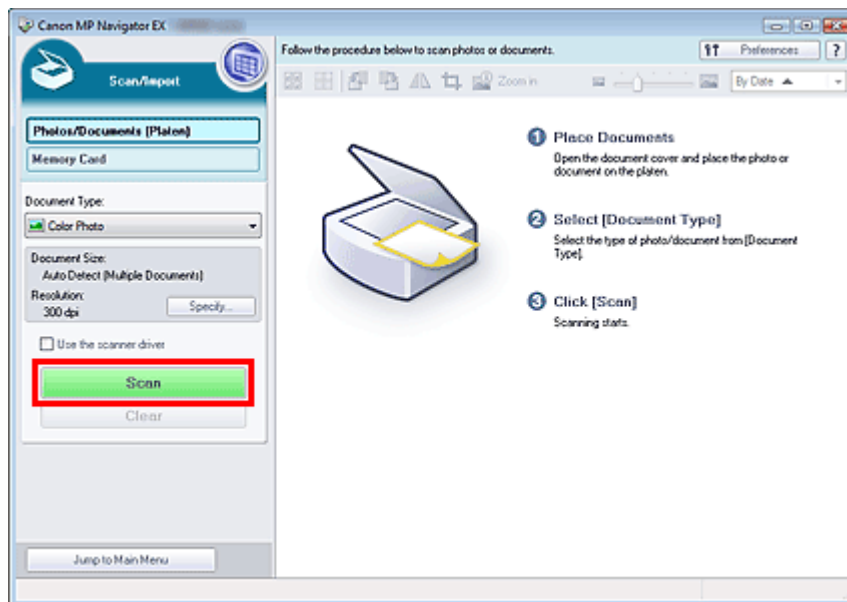 Canon MP Navigator EX
Scan/Import
Follow the procedure below to scan photos or documents.
Preferences
?
Zoom in
By Date
Photos/Documents (Platen)
Memory Card
Document Type:
Color Photo
Document Size:
Auto Detect (Multiple Documents)
Resolution:
300 dpi
Specify...
Use the scanner driver
Scan
Clear
Jump to Main Menu
1 Place Documents
Open the document cover and place the photo or
document on the platen.
2 Select [Document Type]
Select the type of photo/document from [Document
Type].
3 Click [Scan]
Scanning starts.